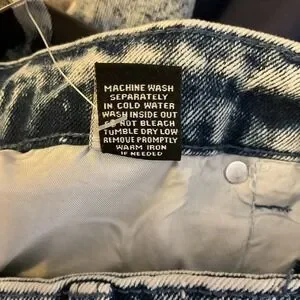 MACHINE WASH
SEPARATELY
IN COLD WATER
WASH INSIDE OUT
DO NOT BLEACH
TUMBLE DRY LOW
REMOVE PROMPTLY
WARM IRON
IF NEEDED